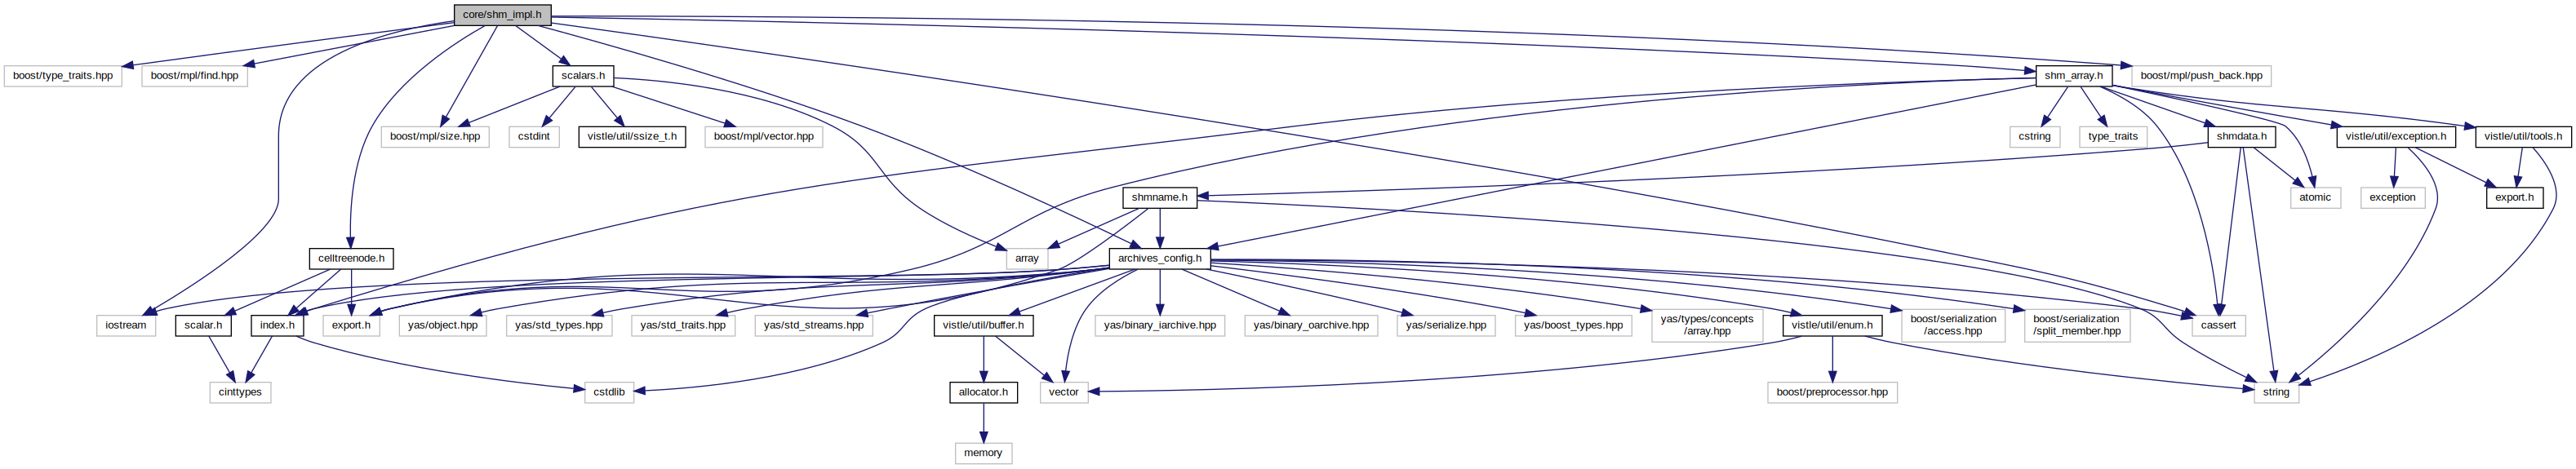 core/shm_impl.h
boost/type_traits.hpp
boost/mpl/find.hpp
scalars.h
shm_array.h
boost/mpl/push_back.hpp
boost/mpl/size.hpp
cstdint
vistle/util/ssize_t.h
boost/mpl/vector.hpp
cstring
type_traits
shmdata.h
vistle/util/exception.h
vistle/util/tools.h
shmname.h
atomic
exception
export.h
celltreenode.h
array
archives_config.h
iostream
scalar.h
index.h
export.h
yas/object.hpp
yas/std_types.hpp
yas/std_traits.hpp
yas/std_streams.hpp
vistle/util/buffer.h
yas/binary_iarchive.hpp
yas/binary_oarchive.hpp
yas/serialize.hpp
yas/boost_types.hpp
yas/types/concepts
/array.hpp
vistle/util/enum.h
boost/serialization
/access.hpp
boost/serialization
/split_member.hpp
cassert
cinttypes
cstdlib
allocator.h
vector
boost/preprocessor.hpp
string
memory